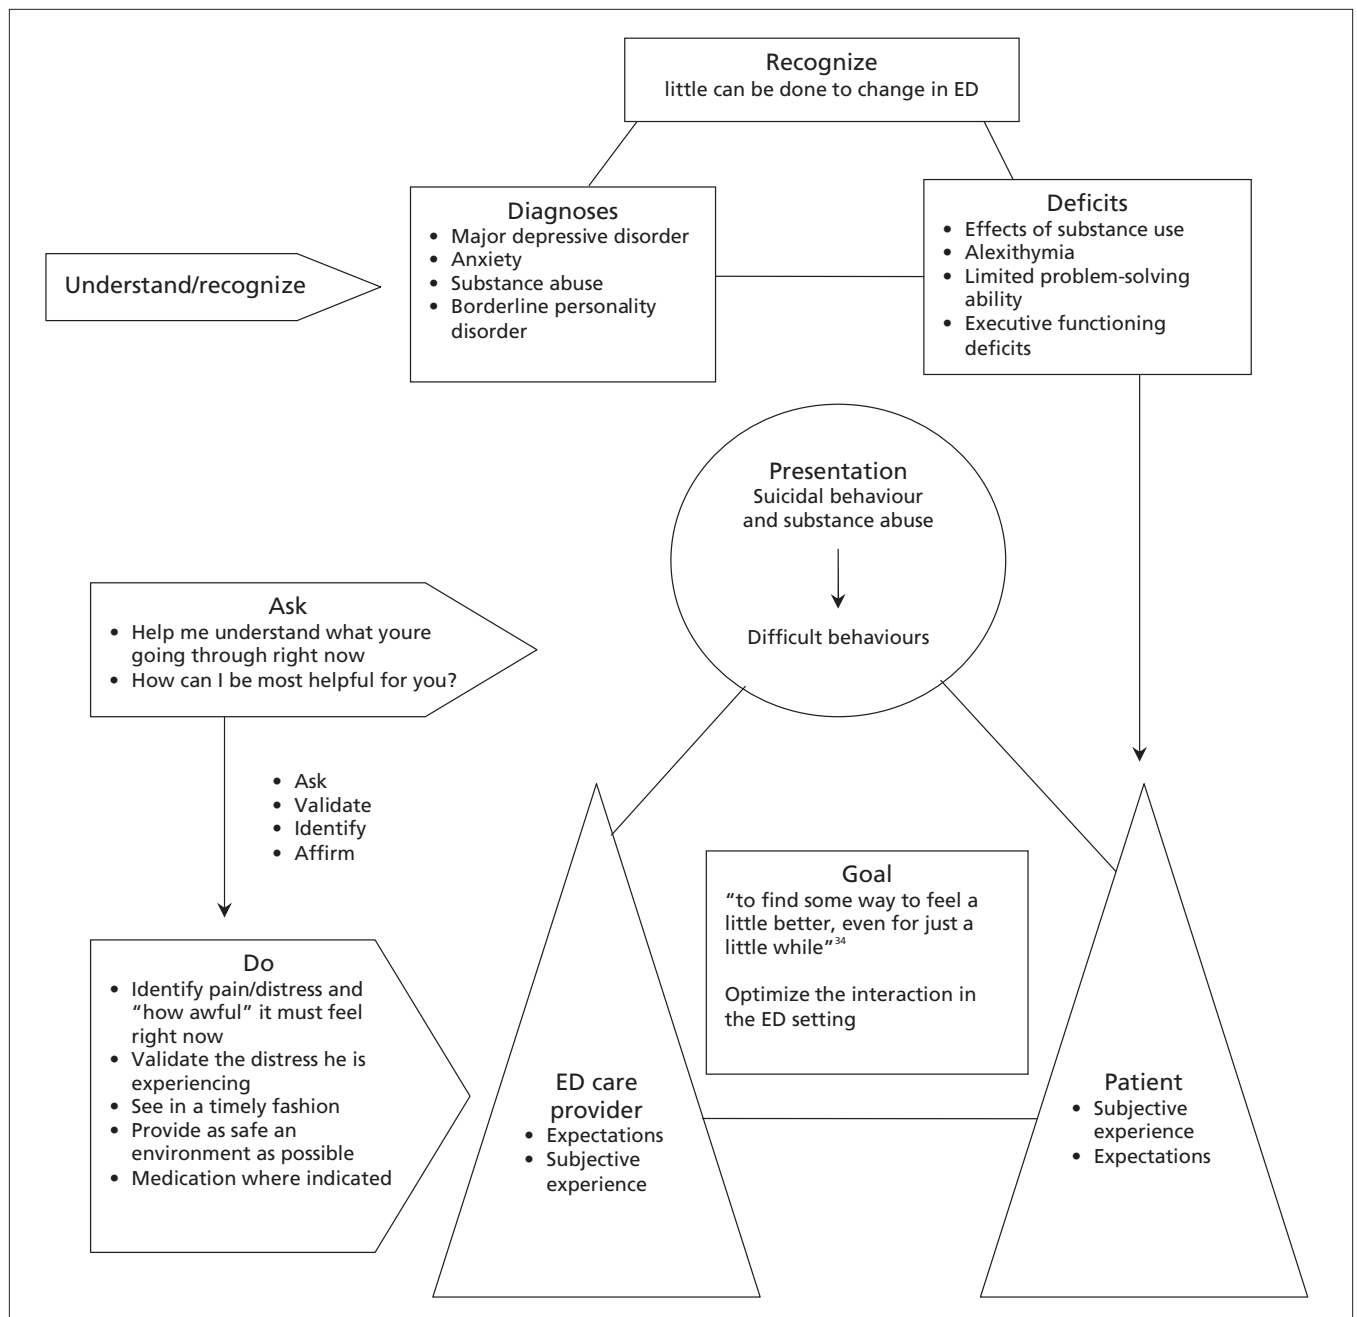 Recognize
little can be done to change in ED
Diagnoses
• Major depressive disorder
• Anxiety
• Substance abuse
• Borderline personality
disorder
Deficits
• Effects of substance use
• Alexithymia
• Limited problem-solving
ability
• Executive functioning
deficits
Understand/recognize
Presentation
Suicidal behaviour
and substance abuse
Difficult behaviours
Ask
• Help me understand what youre
going through right now
• How can I be most helpful for you?
• Ask
• Validate
• Identify
• Affirm
Do
• Identify pain/distress and
“how awful” it must feel
right now
• Validate the distress he is
experiencing
• See in a timely fashion
• Provide as safe an
environment as possible
• Medication where indicated
ED care
provider
• Expectations
• Subjective
experience
Goal
“to find some way to feel a
little better, even for just a
little while”34
Optimize the interaction in
the ED setting
Patient
• Subjective
experience
• Expectations